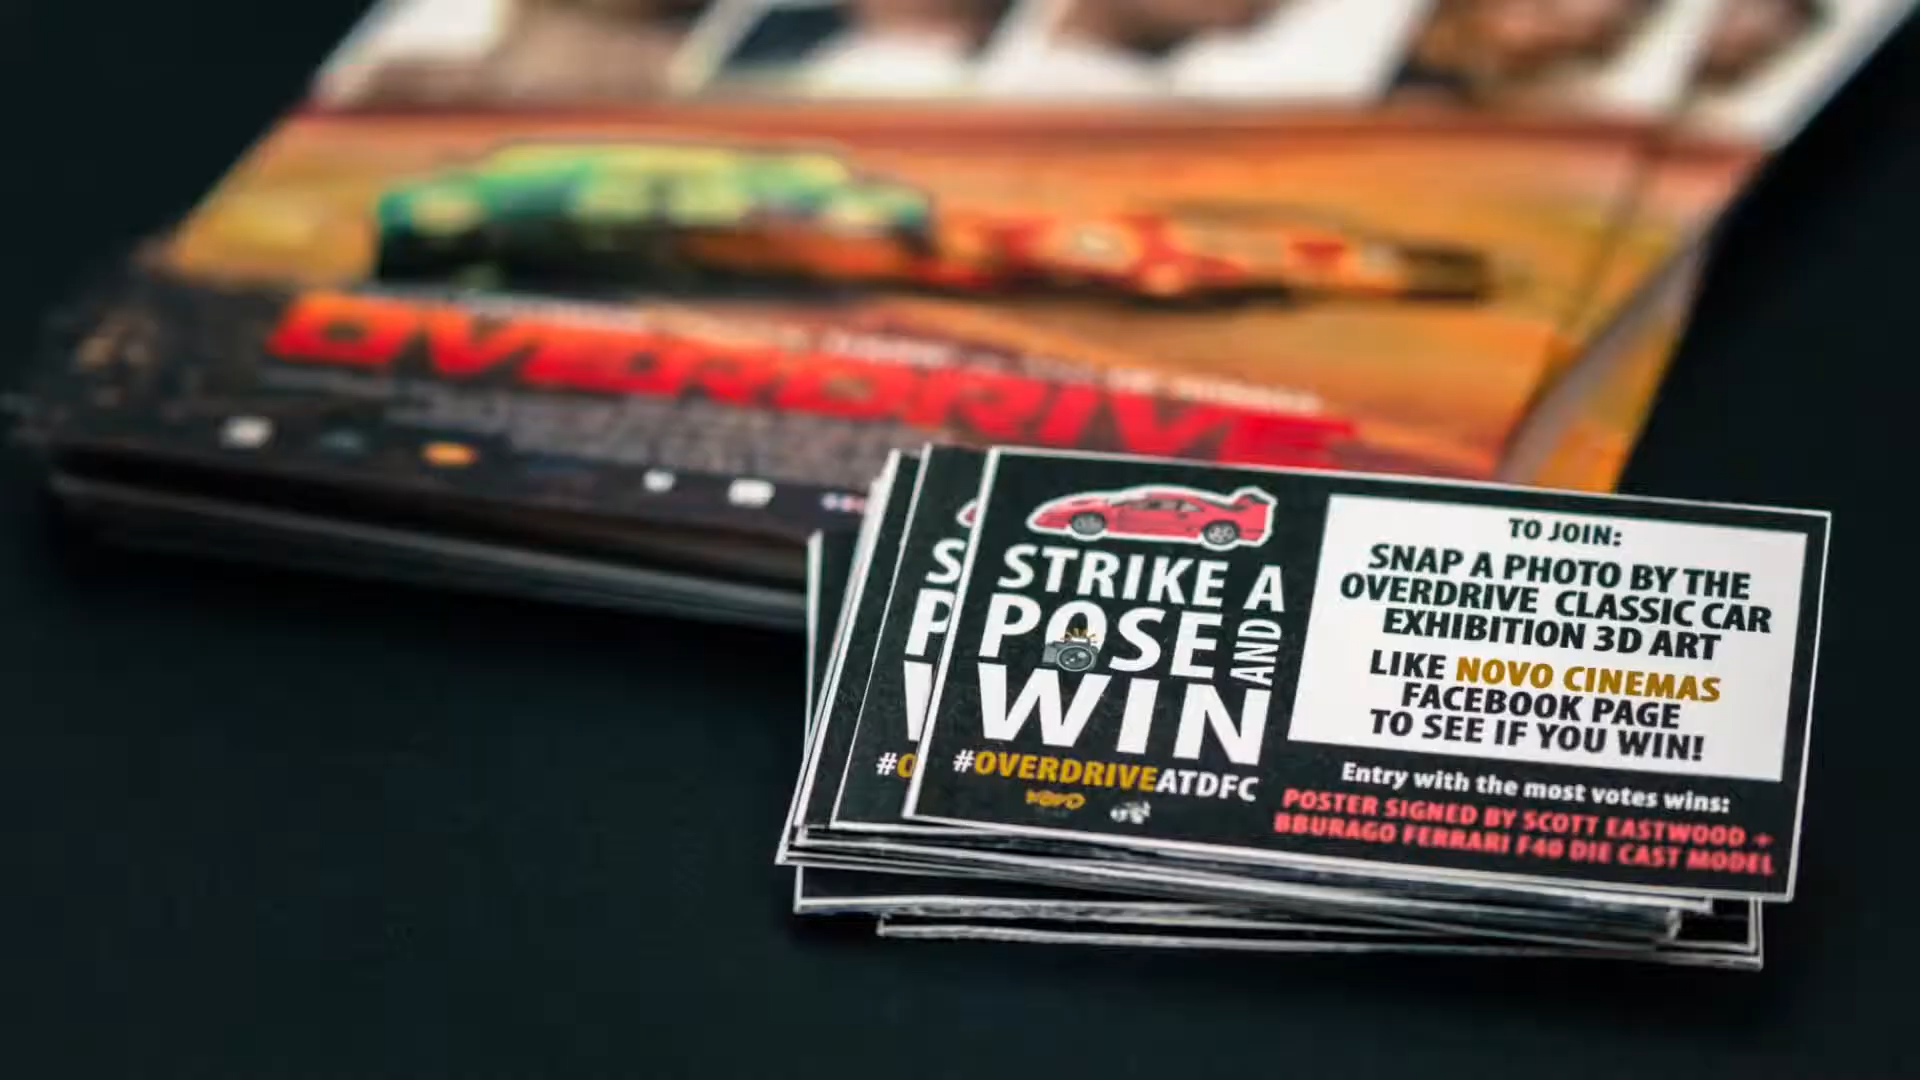 OVERDRIVE
STRIKE A
POSE AND
WIN
#OVERDRIVEATDFC
NOVO
TO JOIN:
SNAP A PHOTO BY THE
OVERDRIVE CLASSIC CAR
EXHIBITION 3D ART
LIKE NOVO CINEMAS
FACEBOOK PAGE
TO SEE IF YOU WIN!
Entry with the most votes wins:
POSTER SIGNED BY SCOTT EASTWOOD +
BBURAGO FERRARI F40 DIE CAST MODEL
S
P
W
#O